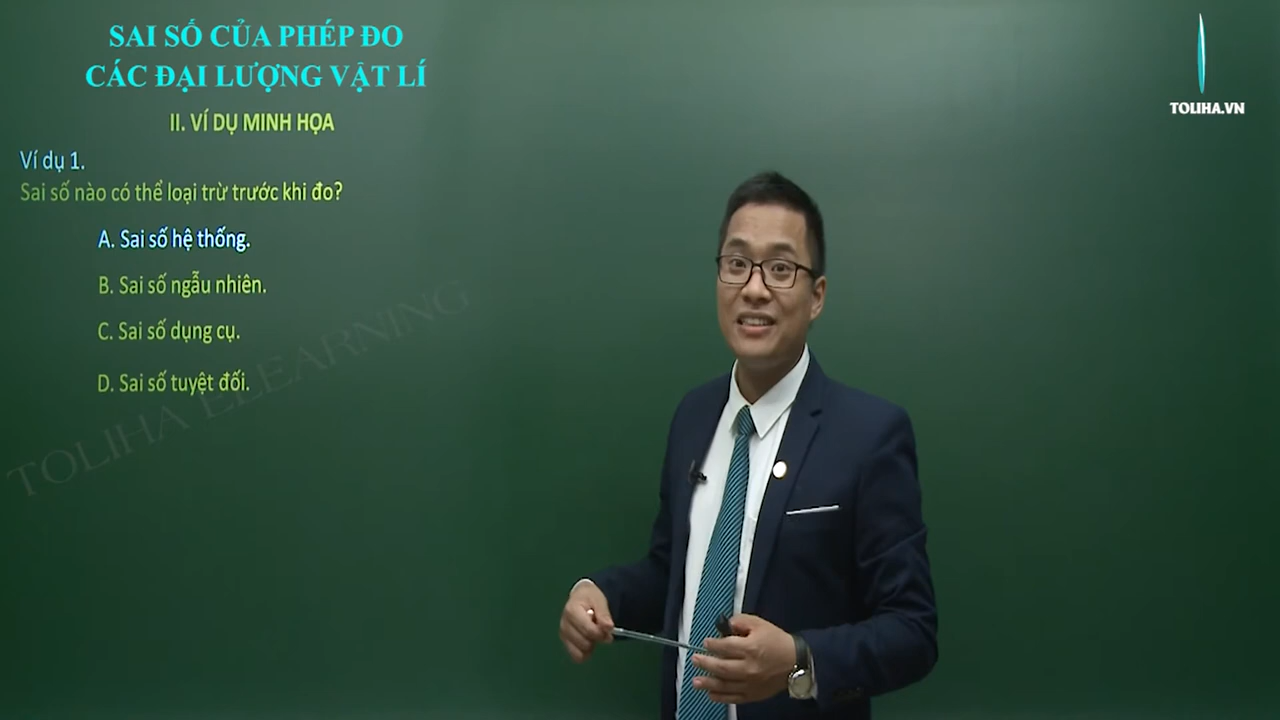 SAI SỐ CỦA PHÉP ĐO
CÁC ĐẠI LƯỢNG VẬT LÍ
II. VÍ DỤ MINH HỌA
Ví dụ 1.
Sai số nào có thể loại trừ trước khi đo?
A. Sai số hệ thống.
B. Sai số ngẫu nhiên.
C. Sai số dụng cụ.
D. Sai số tuyệt đối.
TOLIHA ELEARNING
TOLIHA.VN